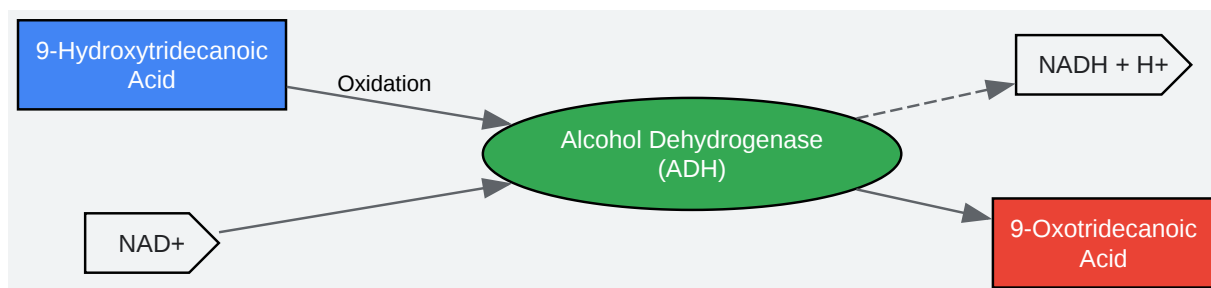 9-Hydroxytridecanoic
Acid
Oxidation
NADH + H+
Alcohol Dehydrogenase
(ADH)
NAD+
9-Oxotridecanoic
Acid